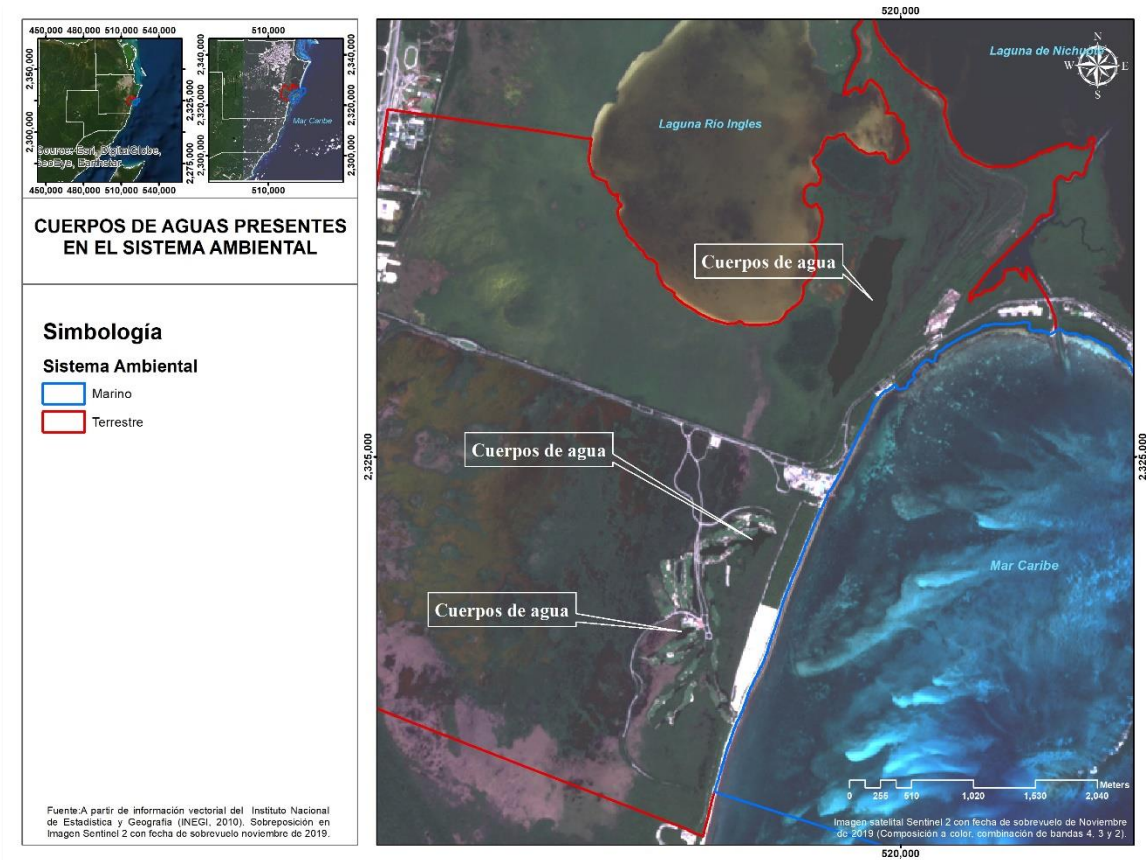 450,000 480,000 510,000 540,000
510,000
2,350,000
2,325,000
2,300,000
2,275,000
Source: Esri, DigitalGlobe,
GeoEye, Earthstar
450,000 480,000 510,000 540,000
2,340,000
2,320,000
2,300,000
2,340,000
2,320,000
2,300,000
Mar Caribe
510,000
CUERPOS DE AGUAS PRESENTES
EN EL SISTEMA AMBIENTAL
Simbología
Sistema Ambiental
Marino
Terrestre
Fuente:A partir de información vectorial del Instituto Nacional
de Estadística y Geografía (INEGI, 2010). Sobreposición en
Imagen Sentinel 2 con fecha de sobrevuelo noviembre de 2019.
520,000
Laguna de Nichupte
N
W E
S
Laguna Río Ingles
Cuerpos de agua
2,325,000
Cuerpos de agua
2,325,000
Mar Caribe
Cuerpos de agua
Meters
0 255 510 1,020 1,530 2,040
Imagen satelital Sentinel 2 con fecha de sobrevuelo de Noviembre
de 2019 (Composición a color, combinación de bandas 4, 3 y 2).
520,000